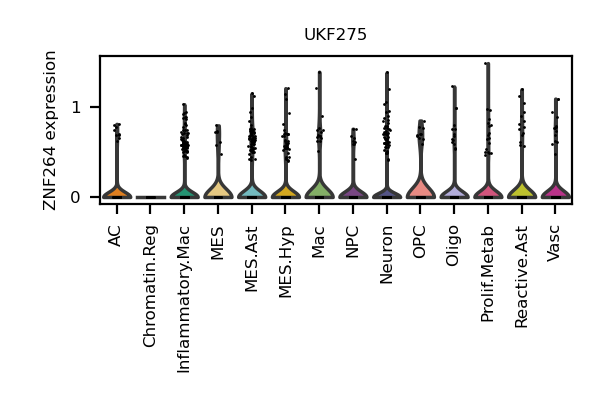 UKF275
ZNF264 expression
1
0
AC
Chromatin.Reg
Inflammatory.Mac
MES
MES.Ast
MES.Hyp
Mac
NPC
Neuron
OPC
Oligo
Prolif.Metab
Reactive.Ast
Vasc